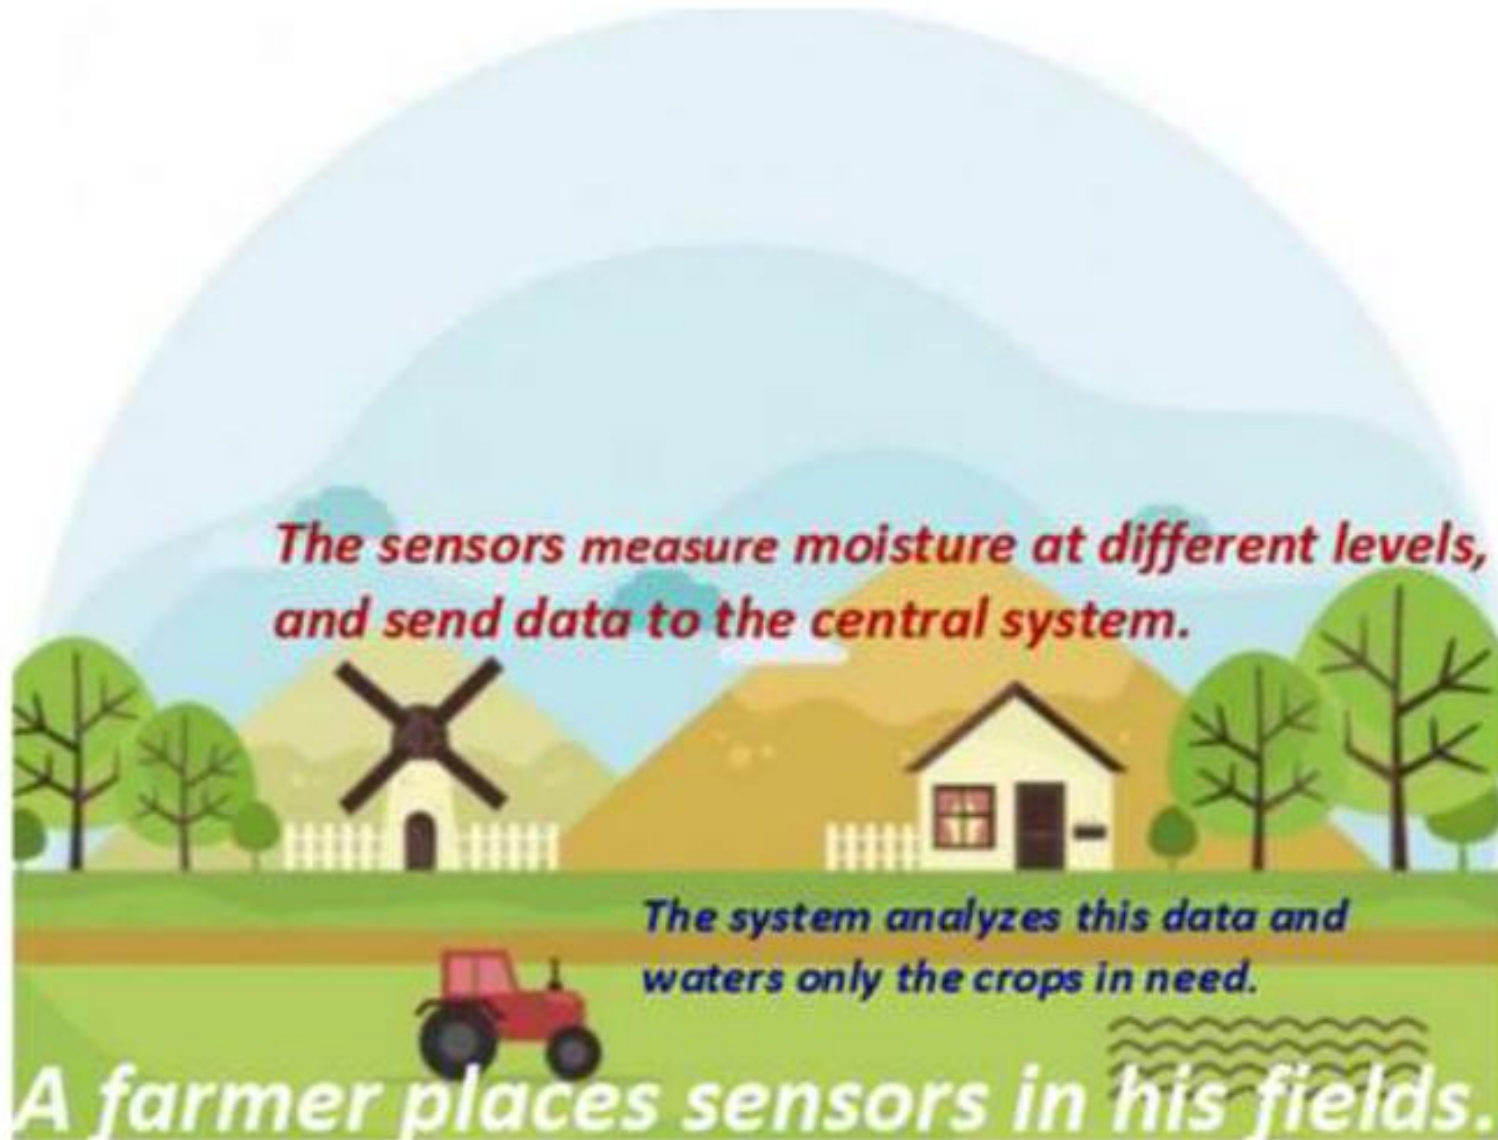 The sensors measure moisture at different levels,
and send data to the central system.
The system analyzes this data and
waters only the crops in need.
A farmer places sensors in his fields.